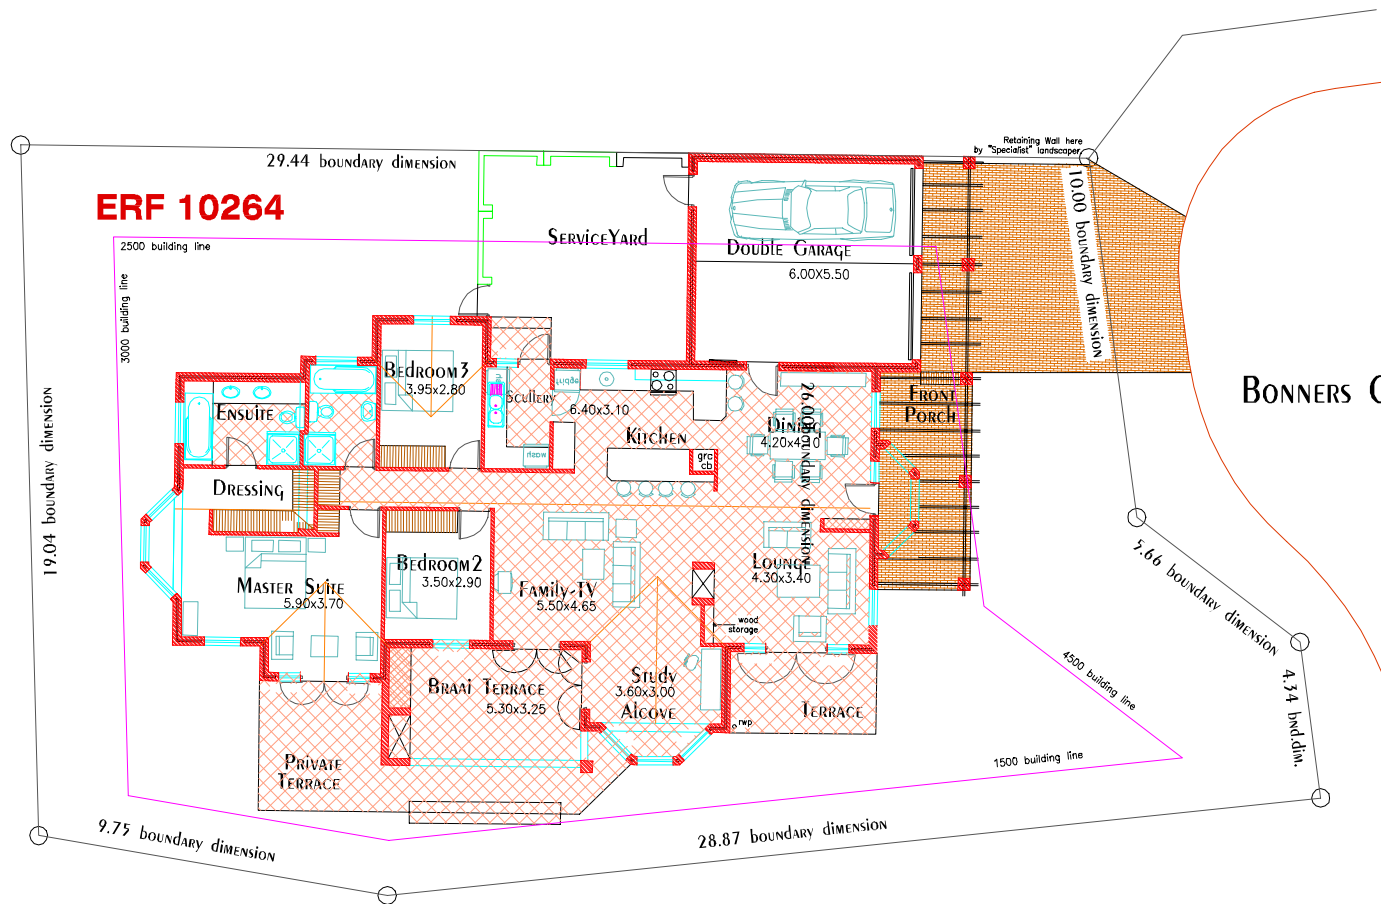 Retaining Wall here
by "Specialist" landscaper
29.44 boundary dimension
ERF 10264
10.00 boundary dimension
2500 building line
ServiceYard
Double Garage
6.00x5.50
3000 building line
Bedroom3
3.95x2.80
Scullery
fridge
6.40x3.10
Kitchen
Dining
4.20x4.10
26.00 boundary dimension
Front
Porch
Bonners C
Ensuite
grc
cb
wash
Dressing
19.04 boundary dimension
Master Suite
5.90x3.70
Bedroom2
3.50x2.90
Family-TV
5.50x4.65
Lounge
4.30x3.40
wood
storage
5.66 boundary dimension
4500 building line
4.34 bnd.dim.
Braai Terrace
5.30x3.25
Study
3.60x3.00
Alcove
Terrace
rwp
Private
Terrace
1500 building line
9.75 boundary dimension
28.87 boundary dimension